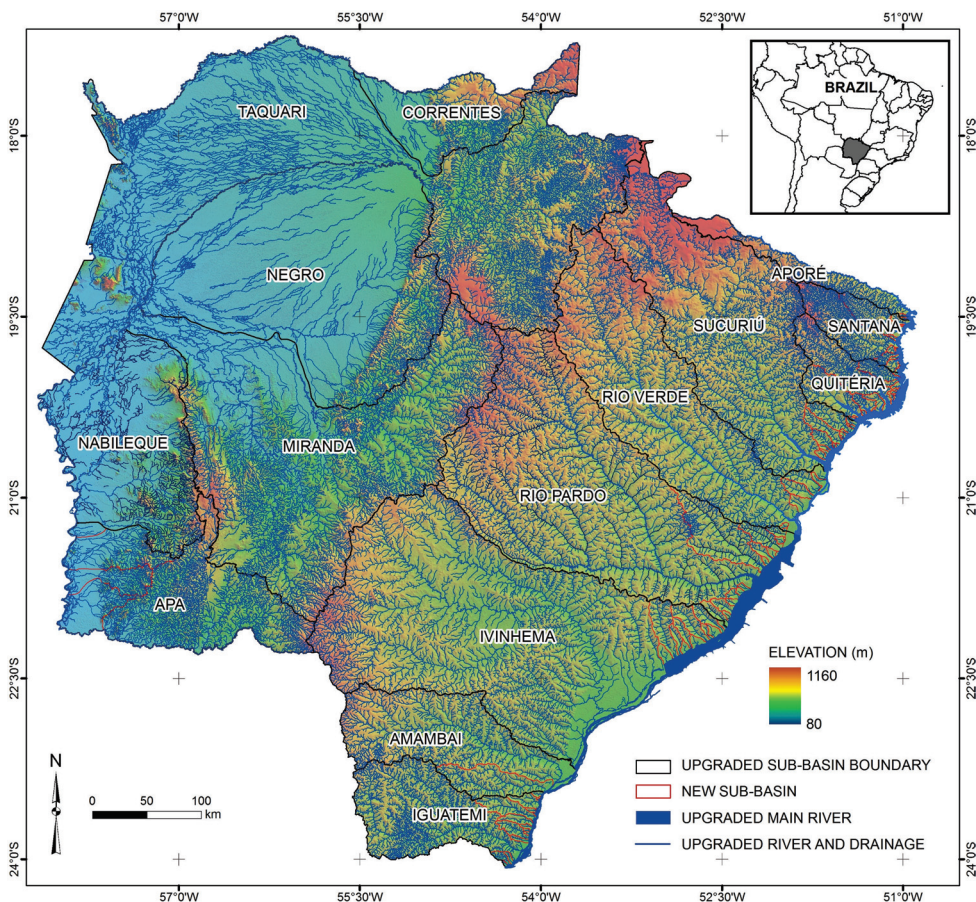 57°0'W 55°30'W 54°0'W 52°30'W 51°0'W
18°0'S
19°30'S
21°0'S
22°30'S
24°0'S
18°0'S
19°30'S
21°0'S
22°30'S
24°0'S
BRAZIL
TAQUARI
CORRENTES
NEGRO
APORÉ
SUCURIÚ
SANTANA
QUITÉRIA
RIO VERDE
NABILEQUE
MIRANDA
RIO PARDO
APA
IVINHEMA
AMAMBAI
IGUATEMI
ELEVATION (m)
1160
80
N
0 50 100
km
UPGRADED SUB-BASIN BOUNDARY
NEW SUB-BASIN
UPGRADED MAIN RIVER
UPGRADED RIVER AND DRAINAGE
57°0'W 55°30'W 54°0'W 52°30'W 51°0'W